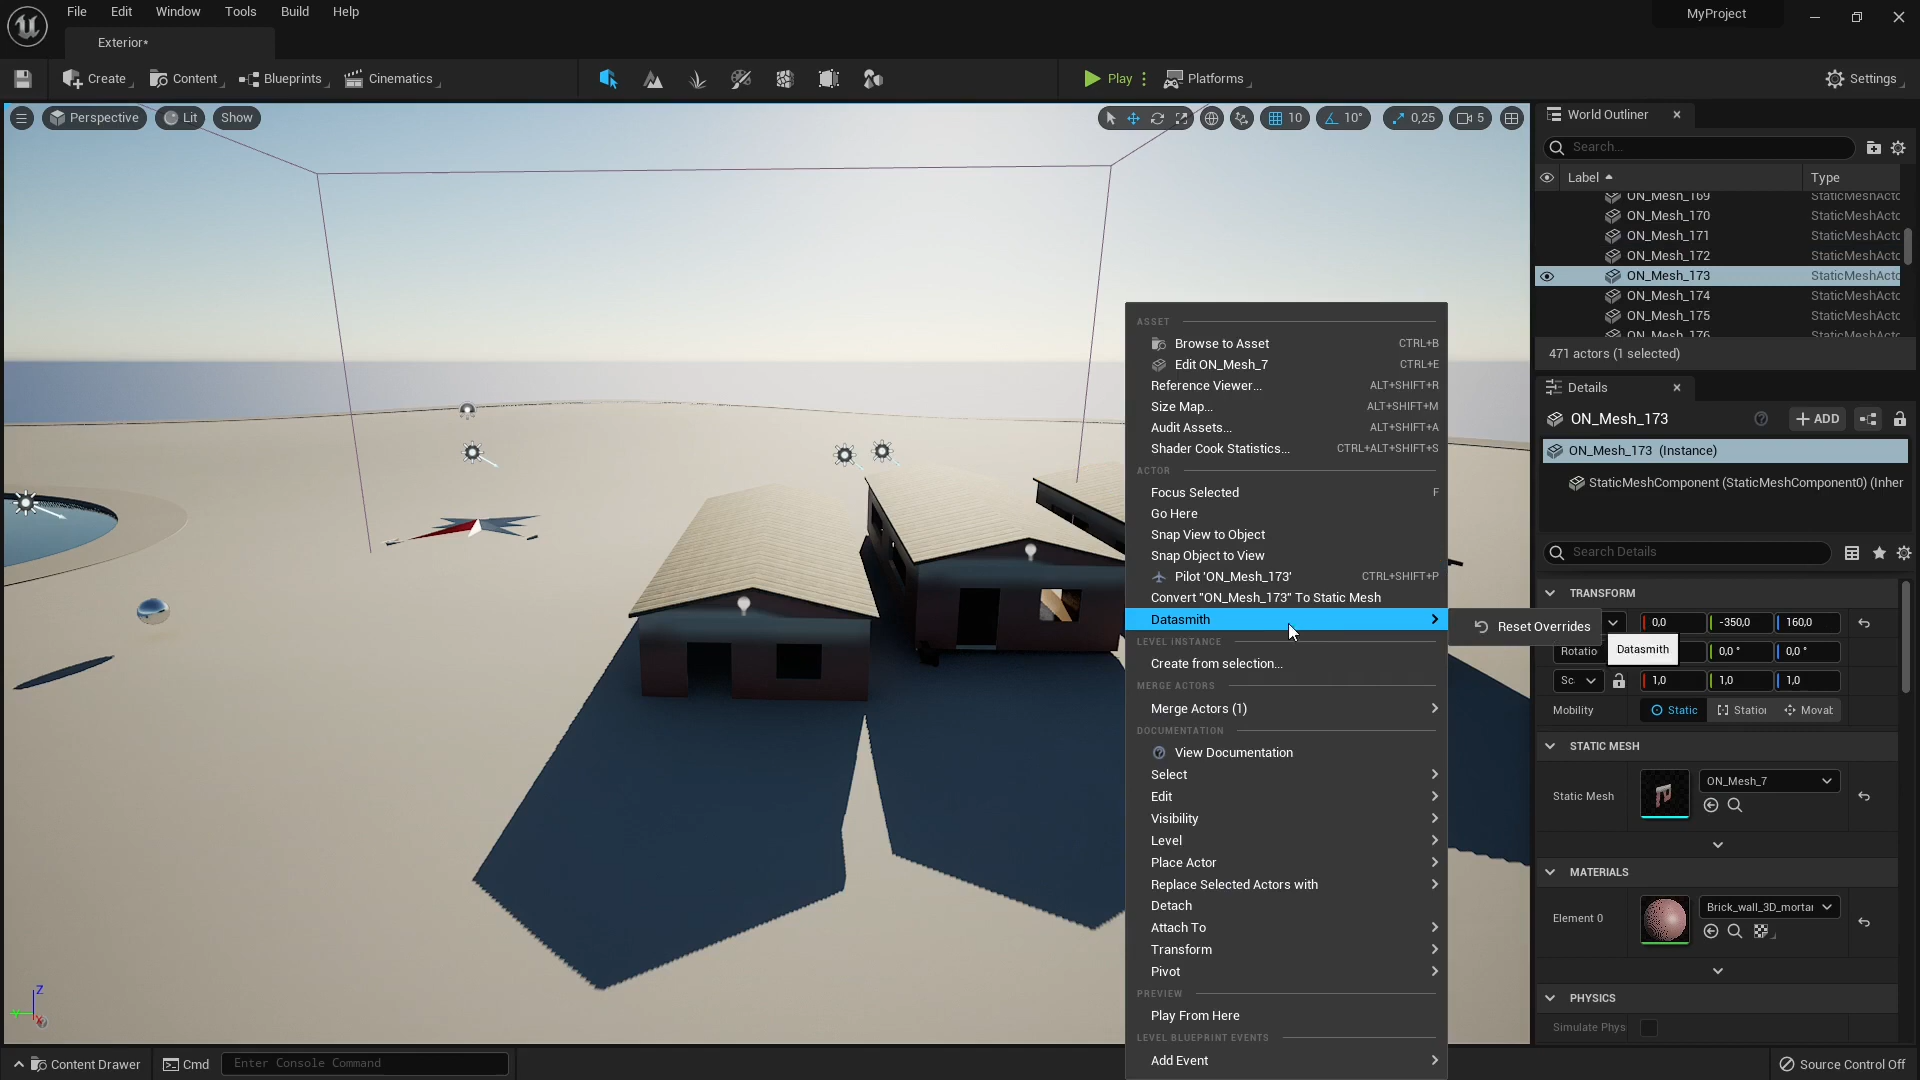 File Edit Window Tools Build Help
MyProject
Exterior*
Create Content Blueprints Cinematics Play Platforms Settings
Perspective Lit Show 10 10° 0,25 5
World Outliner
Search...
Label Type
ON_Mesh_169 StaticMeshActo
ON_Mesh_170 StaticMeshActo
ON_Mesh_171 StaticMeshActo
ON_Mesh_172 StaticMeshActo
ON_Mesh_173 StaticMeshActo
ON_Mesh_174 StaticMeshActo
ON_Mesh_175 StaticMeshActo
ON_Mesh_176 StaticMeshActo
471 actors (1 selected)
Details
ON_Mesh_173 ADD
ON_Mesh_173 (Instance)
StaticMeshComponent (StaticMeshComponent0) (Inher
Search Details
TRANSFORM
0,0 -350,0 160,0
Rotatio 0,0 ° 0,0 °
Sc 1,0 1,0 1,0
Mobility Static Station Movab
STATIC MESH
Static Mesh ON_Mesh_7
MATERIALS
Element 0 Brick_wall_3D_mortar
PHYSICS
Simulate Phys
ASSET
Browse to Asset CTRL+B
Edit ON_Mesh_7 CTRL+E
Reference Viewer... ALT+SHIFT+R
Size Map... ALT+SHIFT+M
Audit Assets... ALT+SHIFT+A
Shader Cook Statistics... CTRL+ALT+SHIFT+S
ACTOR
Focus Selected F
Go Here
Snap View to Object
Snap Object to View
Pilot 'ON_Mesh_173' CTRL+SHIFT+P
Convert "ON_Mesh_173" To Static Mesh
Datasmith
Reset Overrides
Datasmith
LEVEL INSTANCE
Create from selection...
MERGE ACTORS
Merge Actors (1)
DOCUMENTATION
View Documentation
Select
Edit
Visibility
Level
Place Actor
Replace Selected Actors with
Detach
Attach To
Transform
Pivot
PREVIEW
Play From Here
LEVEL BLUEPRINT EVENTS
Add Event
Z
Y
X
Content Drawer Cmd Enter Console Command Source Control Off